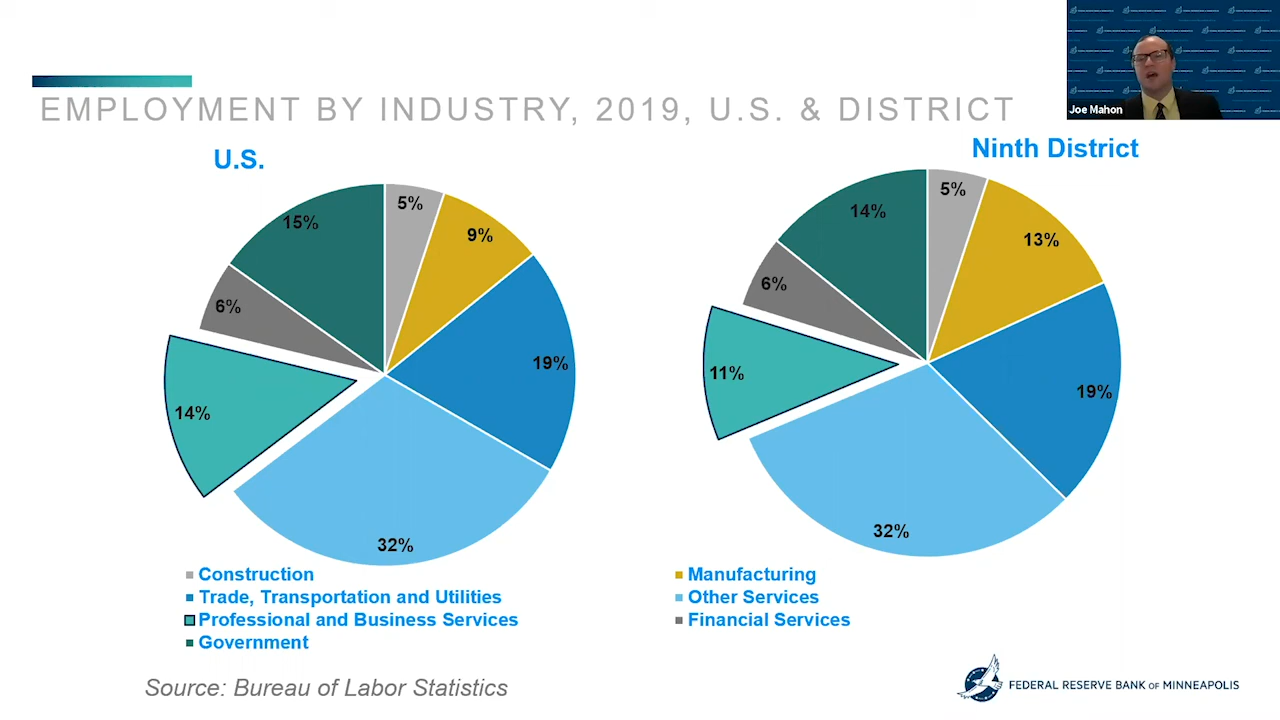 Joe Mahon
EMPLOYMENT BY INDUSTRY, 2019, U.S. & DISTRICT
U.S.
5%
9%
19%
32%
14%
6%
15%
Ninth District
5%
13%
19%
32%
11%
6%
14%
Construction
Manufacturing
Trade, Transportation and Utilities
Other Services
Professional and Business Services
Financial Services
Government
Source: Bureau of Labor Statistics
FEDERAL RESERVE BANK OF MINNEAPOLIS